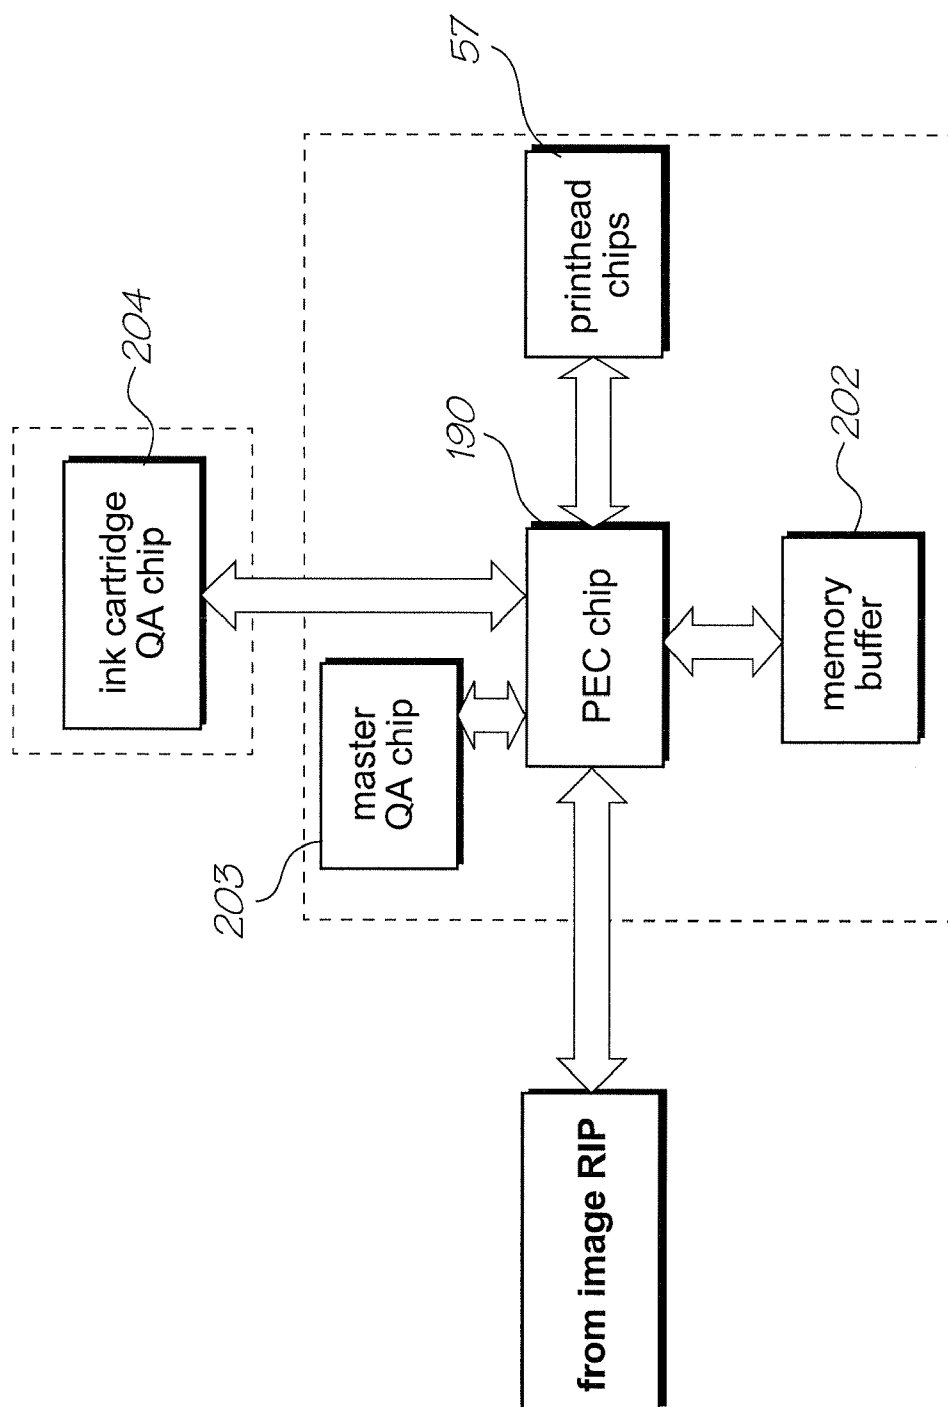 ink cartridge
QA chip
204
master
QA chip
203
from image RIP
PEC chip
190
printhead
chips
57
memory
buffer
202